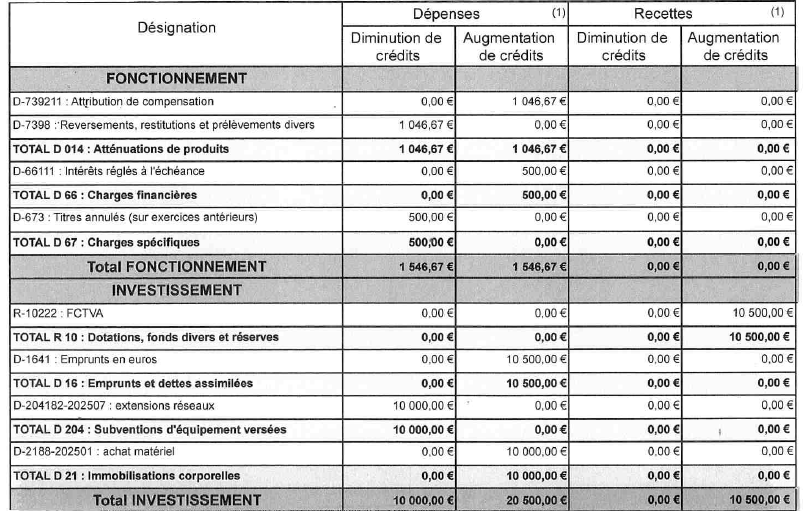 Désignation Dépenses (1) Recettes (1)
Diminution de crédits Augmentation de crédits Diminution de crédits Augmentation de crédits
FONCTIONNEMENT
D-739211 : Attribution de compensation 0,00 € 1 046,67 € 0,00 € 0,00 €
D-7398 : Reversements, restitutions et prélèvements divers 1 046,67 € 0,00 € 0,00 € 0,00 €
TOTAL D 014 : Atténuations de produits 1 046,67 € 1 046,67 € 0,00 € 0,00 €
D-66111 : Intérêts réglés à l'échéance 0,00 € 500,00 € 0,00 € 0,00 €
TOTAL D 66 : Charges financières 0,00 € 500,00 € 0,00 € 0,00 €
D-673 : Titres annulés (sur exercices antérieurs) 500,00 € 0,00 € 0,00 € 0,00 €
TOTAL D 67 : Charges spécifiques 500,00 € 0,00 € 0,00 € 0,00 €
Total FONCTIONNEMENT 1 546,67 € 1 546,67 € 0,00 € 0,00 €
INVESTISSEMENT
R-10222 : FCTVA 0,00 € 0,00 € 0,00 € 10 500,00 €
TOTAL R 10 : Dotations, fonds divers et réserves 0,00 € 0,00 € 0,00 € 10 500,00 €
D-1641 : Emprunts en euros 0,00 € 10 500,00 € 0,00 € 0,00 €
TOTAL D 16 : Emprunts et dettes assimilées 0,00 € 10 500,00 € 0,00 € 0,00 €
D-204182-202507 : extensions réseaux 10 000,00 € 0,00 € 0,00 € 0,00 €
TOTAL D 204 : Subventions d'équipement versées 10 000,00 € 0,00 € 0,00 € 0,00 €
D-2188-202501 : achat matériel 0,00 € 10 000,00 € 0,00 € 0,00 €
TOTAL D 21 : Immobilisations corporelles 0,00 € 10 000,00 € 0,00 € 0,00 €
Total INVESTISSEMENT 10 000,00 € 20 500,00 € 0,00 € 10 500,00 €